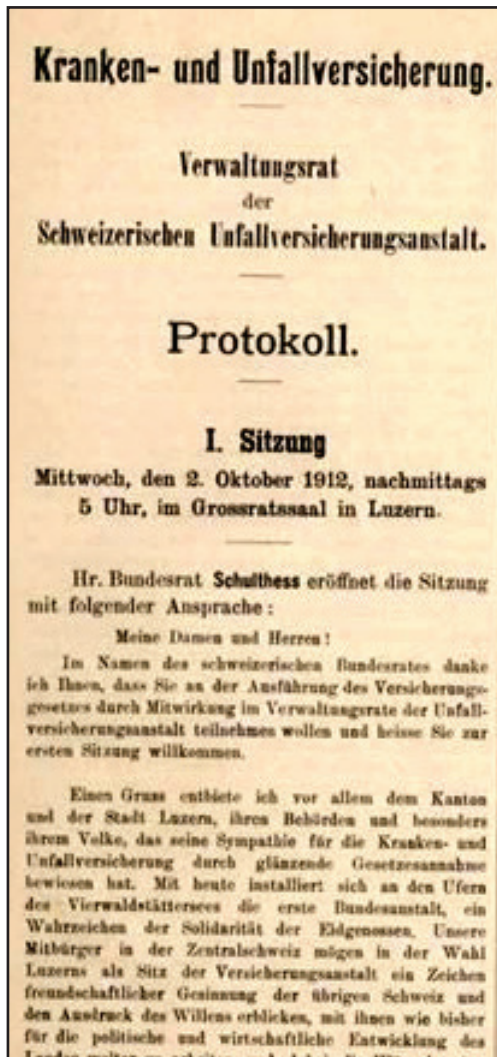 Kranken- und Unfallversicherung.
Verwaltungsrat
der
Schweizerischen Unfallversicherungsanstalt.
Protokoll.
I. Sitzung
Mittwoch, den 2. Oktober 1912, nachmittags
5 Uhr, im Grossratssaal in Luzern.
Hr. Bundesrat Schulthess eröffnet die Sitzung
mit folgender Ansprache:
Meine Damen und Herren!
Im Namen des schweizerischen Bundesrates danke
ich Ihnen, dass Sie an der Ausführung des Versicherungs-
gesetzes durch Mitwirkung im Verwaltungsrate der Unfall-
versicherungsanstalt teilnehmen wollen und heisse Sie zur
ersten Sitzung willkommen.
Einen Gruss entbiete ich vor allem dem Kanton
und der Stadt Luzern, ihren Behörden und besonders
ihrem Volke, das seine Sympathie für die Kranken- und
Unfallversicherung durch glänzende Gesetzesannahme
bewiesen hat. Mit heute installiert sich an den Ufern
des Vierwaldstättersees die erste Bundesanstalt, ein
Wahrzeichen der Solidarität der Eidgenossen. Unsere
Mitbürger in der Zentralschweiz mögen in der Wahl
Luzerns als Sitz der Versicherungsanstalt ein Zeichen
freundschaftlicher Gesinnung der übrigen Schweiz und
den Ausdruck des Willens erblicken, mit ihnen wie bisher
für die politische und wirtschaftliche Entwicklung des